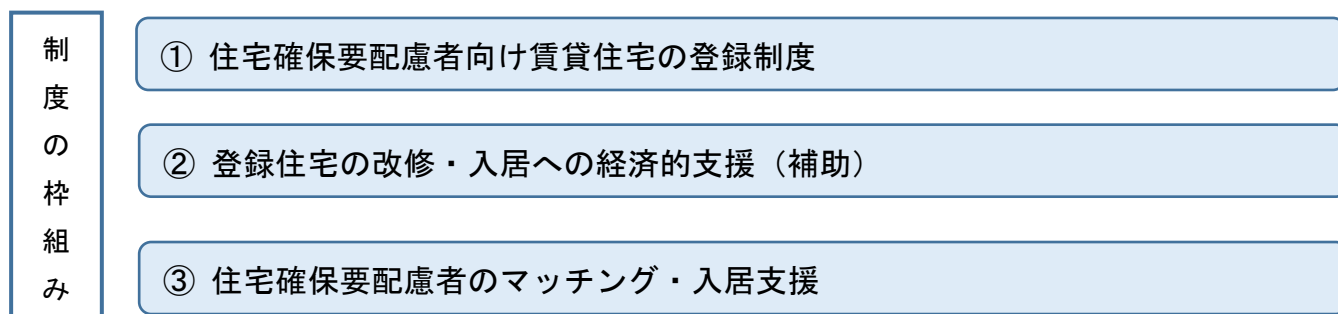 制度の枠組み
① 住宅確保要配慮者向け賃貸住宅の登録制度
② 登録住宅の改修・入居への経済的支援（補助）
③ 住宅確保要配慮者のマッチング・入居支援